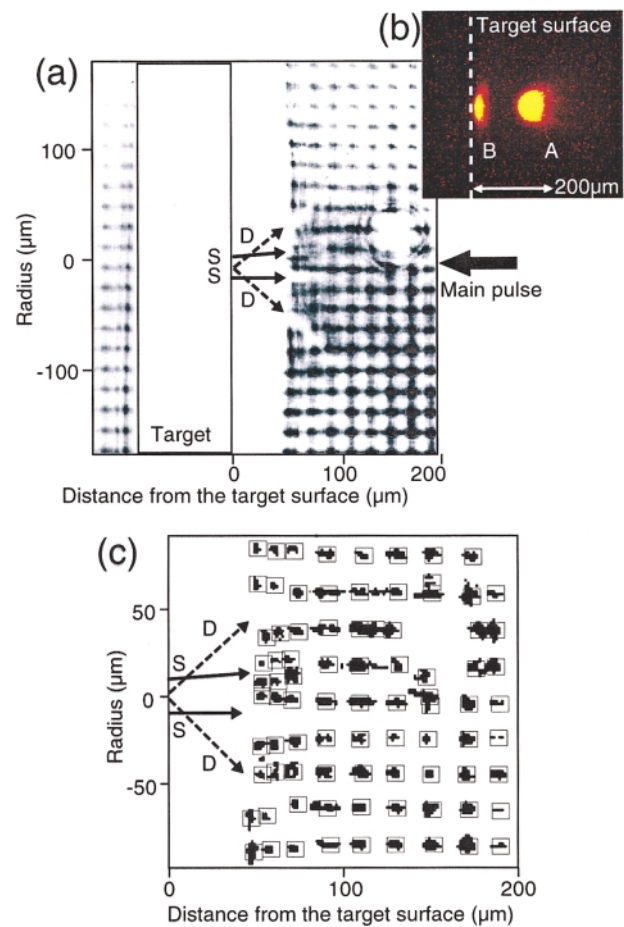 (b)
Target surface
B
A
200μm
(a)
100
0
-100
Radius (μm)
D
S
S
D
Main pulse
Target
0
100
200
Distance from the target surface (μm)
(c)
50
0
-50
Radius (μm)
D
S
S
D
0
100
200
Distance from the target surface (μm)